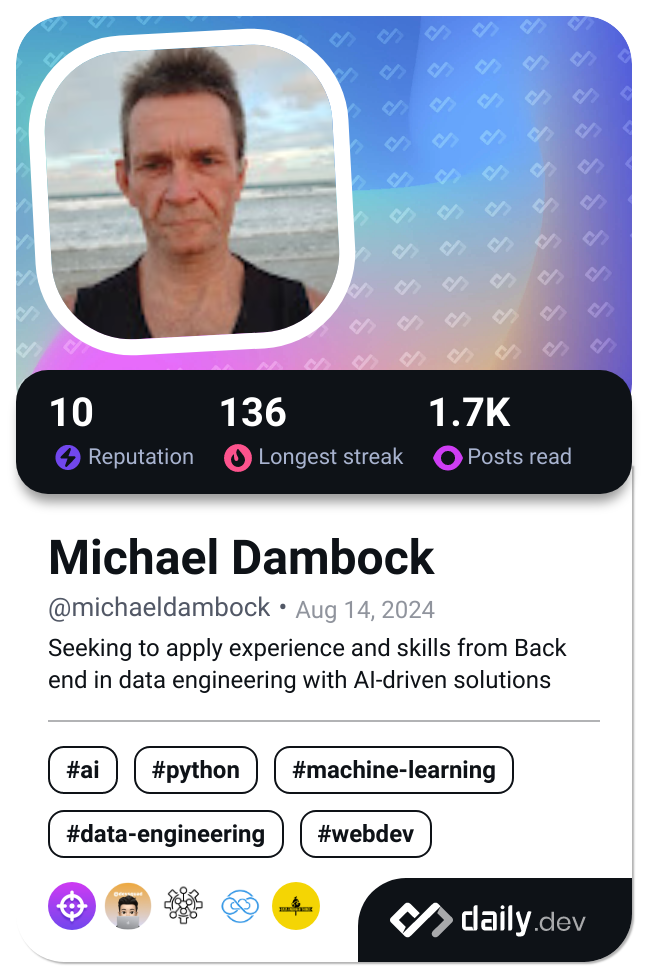 10 136 1.7K
Reputation Longest streak Posts read
Michael Dambock
@michaeldambock • Aug 14, 2024
Seeking to apply experience and skills from Back
end in data engineering with AI-driven solutions
#ai #python #machine-learning
#data-engineering #webdev
daily.dev